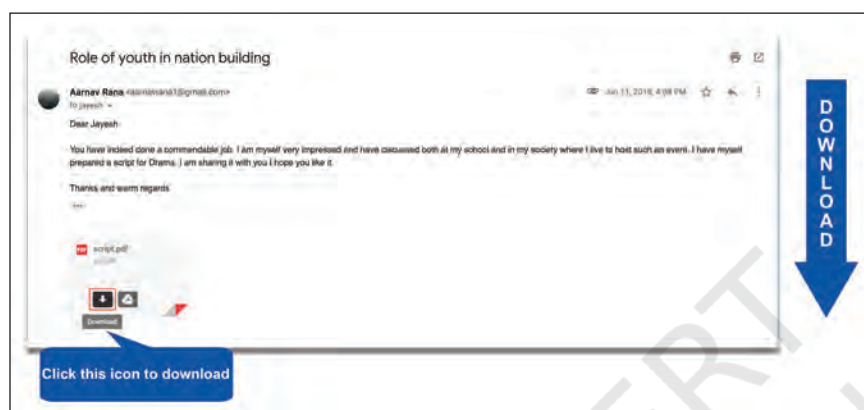 Role of youth in nation building
Aarnav Rana
to jayesh
Jun 11, 2018, 4:08 PM
Dear Jayesh
You have indeed done a commendable job. I am myself very impressed and have discussed both at my school and in my society where I live to host such an event. I have myself
prepared a script for Drama. I am sharing it with you I hope you like it.
Thanks and warm regards
PDF script.pdf
Download
Click this icon to download
DOWNLOAD
ERT